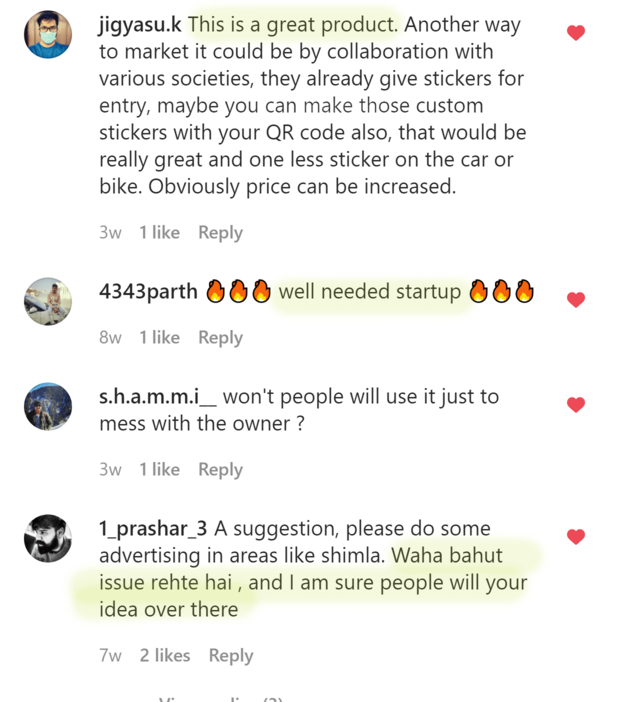 jigyasu.k This is a great product. Another way
to market it could be by collaboration with
various societies, they already give stickers for
entry, maybe you can make those custom
stickers with your QR code also, that would be
really great and one less sticker on the car or
bike. Obviously price can be increased.
3w 1 like Reply
4343parth 🔥🔥🔥 well needed startup 🔥🔥🔥
8w 1 like Reply
s.h.a.m.m.i__ won't people will use it just to
mess with the owner ?
3w 1 like Reply
1_prashar_3 A suggestion, please do some
advertising in areas like shimla. Waha bahut
issue rehte hai , and I am sure people will your
idea over there
7w 2 likes Reply